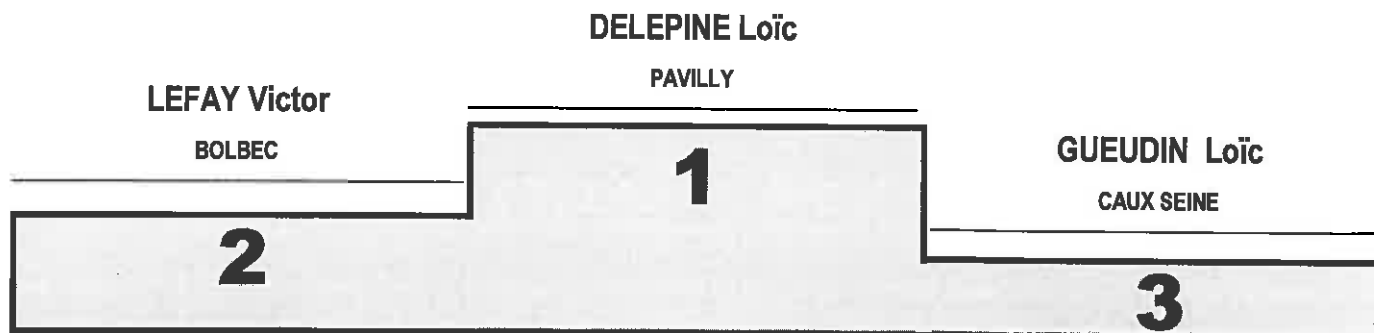 DELEPINE Loïc
PAVILLY
LEFAY Victor
BOLBEC
GUEUDIN Loïc
CAUX SEINE
1
2
3